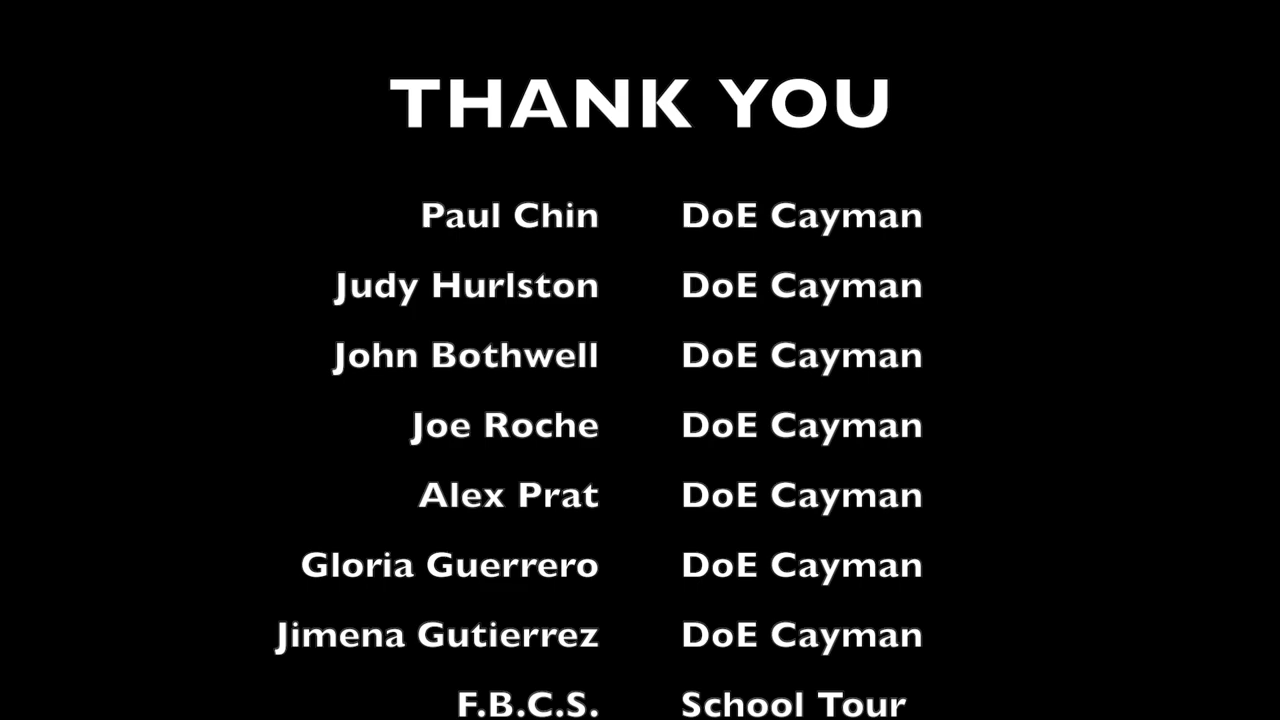 THANK YOU
Paul Chin DoE Cayman
Judy Hurlston DoE Cayman
John Bothwell DoE Cayman
Joe Roche DoE Cayman
Alex Prat DoE Cayman
Gloria Guerrero DoE Cayman
Jimena Gutierrez DoE Cayman
F.B.C.S. School Tour